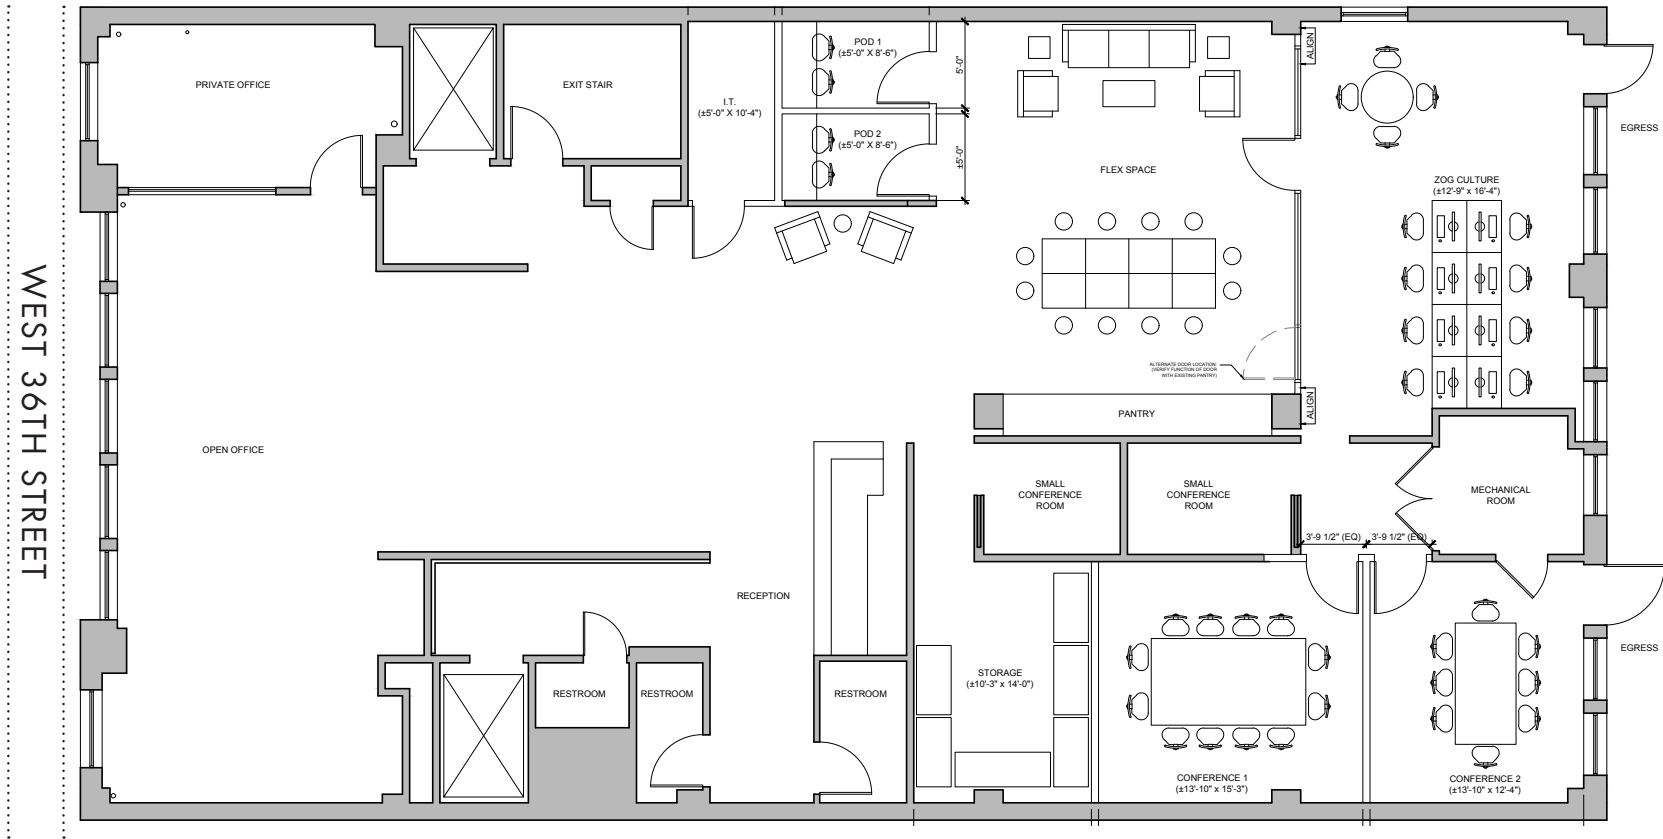 WEST 36TH STREET
PRIVATE OFFICE
EXIT STAIR
I.T.
(±5'-0" X 10'-4")
POD 1
(±5'-0" X 8'-6")
5'-0"
POD 2
(±5'-0" X 8'-6")
±5'-0"
FLEX SPACE
ALIGN
ZOG CULTURE
(±12'-9" x 16'-4")
EGRESS
ALTERNATE DOOR LOCATION:
(VERIFY FUNCTION OF DOOR
WITH EXISTING PANTRY)
PANTRY
ALIGN
OPEN OFFICE
SMALL
CONFERENCE
ROOM
SMALL
CONFERENCE
ROOM
MECHANICAL
ROOM
3'-9 1/2" (EQ)
3'-9 1/2" (EQ)
RECEPTION
EGRESS
RESTROOM
RESTROOM
RESTROOM
STORAGE
(±10'-3" x 14'-0")
CONFERENCE 1
(±13'-10" x 15'-3")
CONFERENCE 2
(±13'-10" x 12'-4")